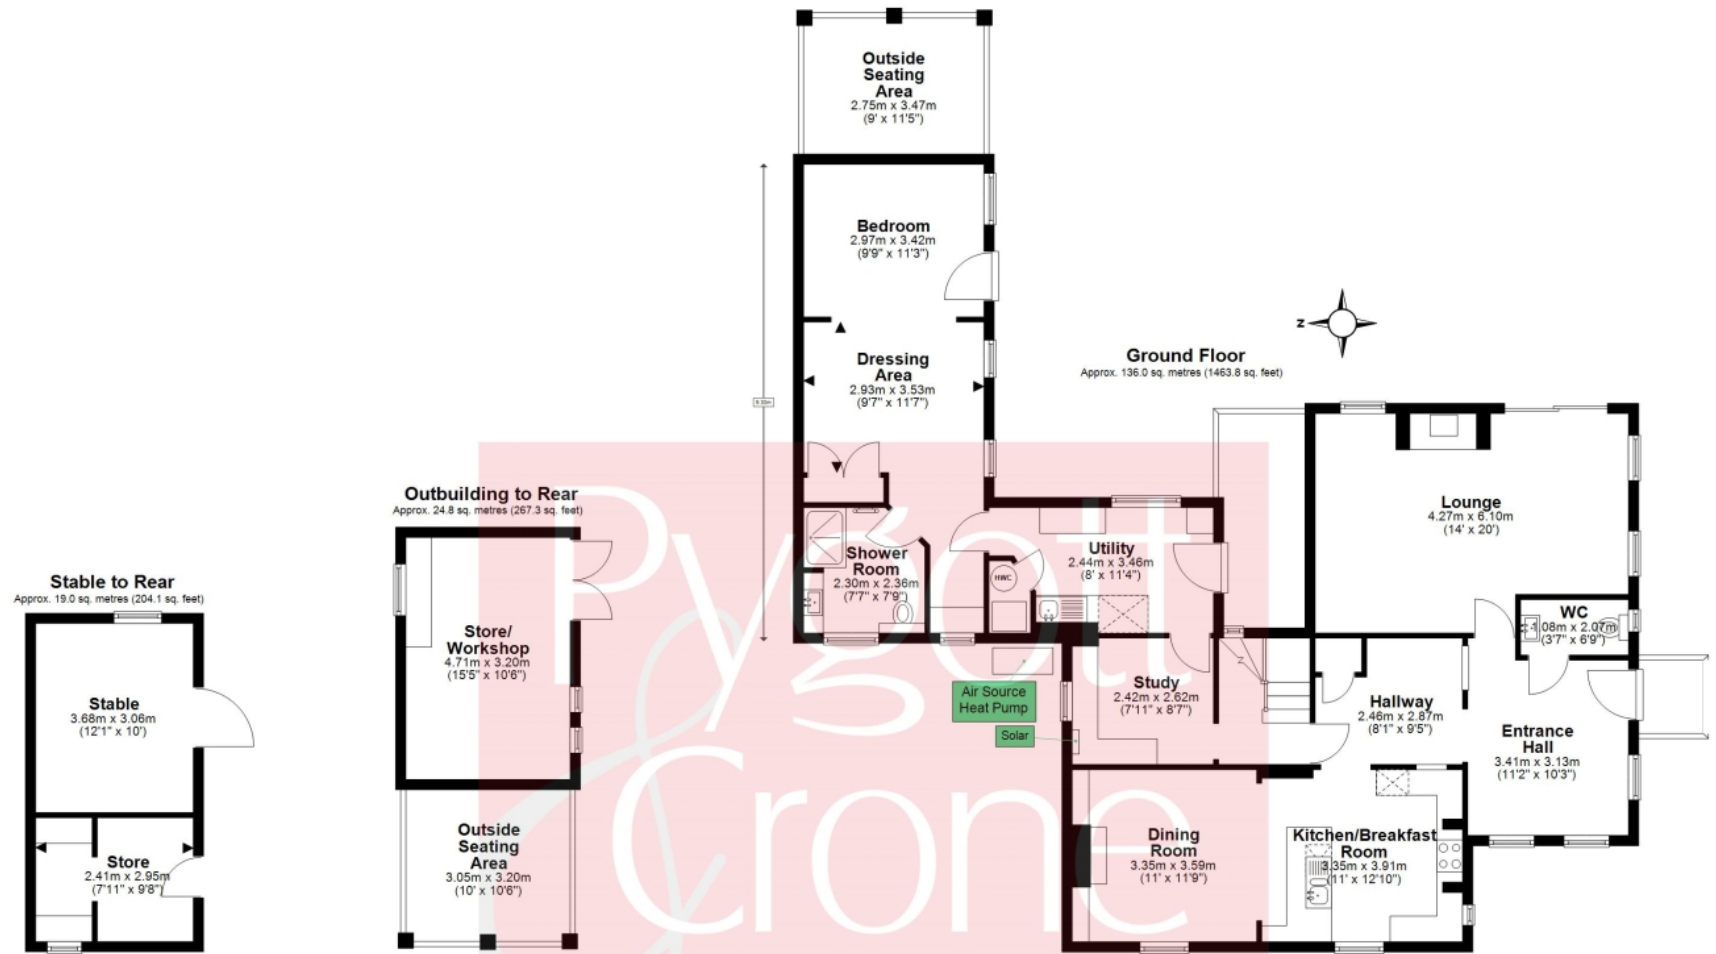 Outside
Seating
Area
2.75m x 3.47m
(9' x 11'5")
Bedroom
2.97m x 3.42m
(9'9" x 11'3")
Dressing
Area
2.93m x 3.53m
(9'7" x 11'7")
Z
Ground Floor
Approx. 136.0 sq. metres (1463.8 sq. feet)
Outbuilding to Rear
Approx. 24.8 sq. metres (267.3 sq. feet)
Stable to Rear
Approx. 19.0 sq. metres (204.1 sq. feet)
Pygott
Crone
Lounge
4.27m x 6.10m
(14' x 20')
Shower
Room
2.30m x 2.36m
(7'7" x 7'9")
HWC
Utility
2.44m x 3.46m
(8' x 11'4")
WC
1.08m x 2.07m
(3'7" x 6'9")
Store/
Workshop
4.71m x 3.20m
(15'5" x 10'6")
Stable
3.68m x 3.06m
(12'1" x 10')
Air Source
Heat Pump
Solar
Study
2.42m x 2.62m
(7'11" x 8'7")
Hallway
2.46m x 2.87m
(8'1" x 9'5")
Entrance
Hall
3.41m x 3.13m
(11'2" x 10'3")
Store
2.41m x 2.95m
(7'11" x 9'8")
Outside
Seating
Area
3.05m x 3.20m
(10' x 10'6")
Dining
Room
3.35m x 3.59m
(11' x 11'9")
Kitchen/Breakfast
Room
3.35m x 3.91m
(11' x 12'10")